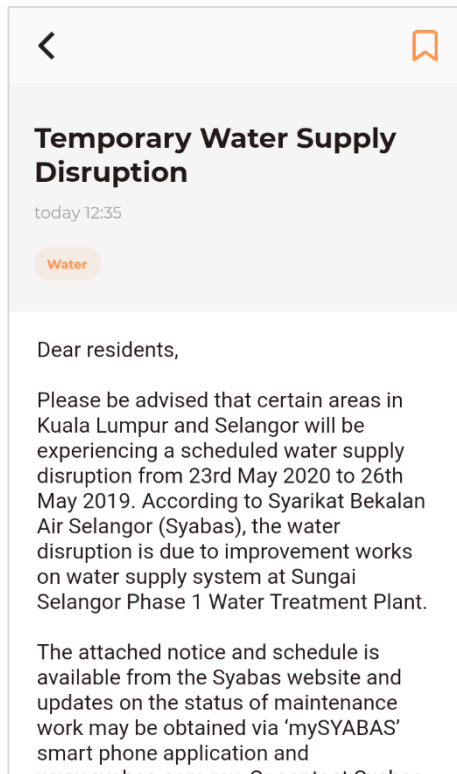 Temporary Water Supply
Disruption
today 12:35
Water
Dear residents,
Please be advised that certain areas in
Kuala Lumpur and Selangor will be
experiencing a scheduled water supply
disruption from 23rd May 2020 to 26th
May 2019. According to Syarikat Bekalan
Air Selangor (Syabas), the water
disruption is due to improvement works
on water supply system at Sungai
Selangor Phase 1 Water Treatment Plant.
The attached notice and schedule is
available from the Syabas website and
updates on the status of maintenance
work may be obtained via ‘mySYABAS’
smart phone application and